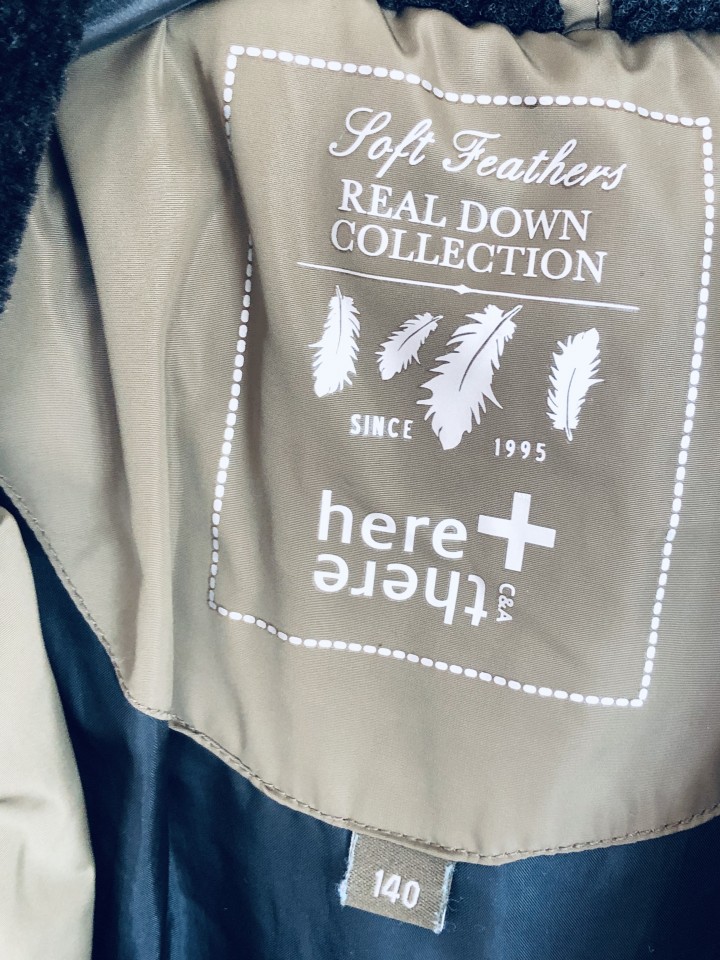 Soft Feathers
REAL DOWN
COLLECTION
SINCE 1995
here+
there
C&A
140